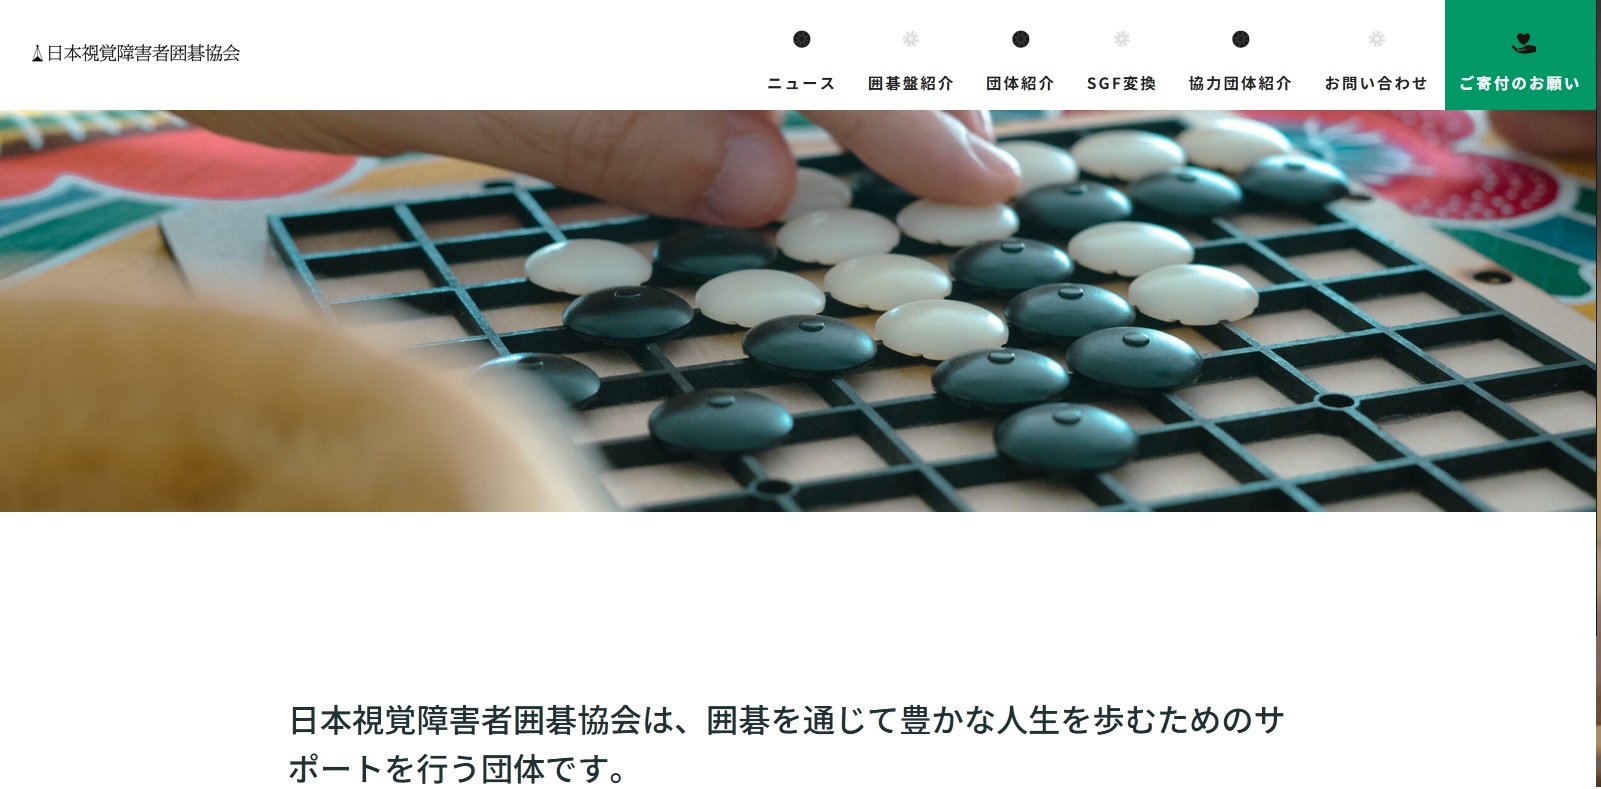 日本視覚障害者囲碁協会
ニュース
囲碁盤紹介
団体紹介
SGF変換
協力団体紹介
お問い合わせ
ご寄付のお願い
日本視覚障害者囲碁協会は、囲碁を通じて豊かな人生を歩むためのサ
ポートを行う団体です。